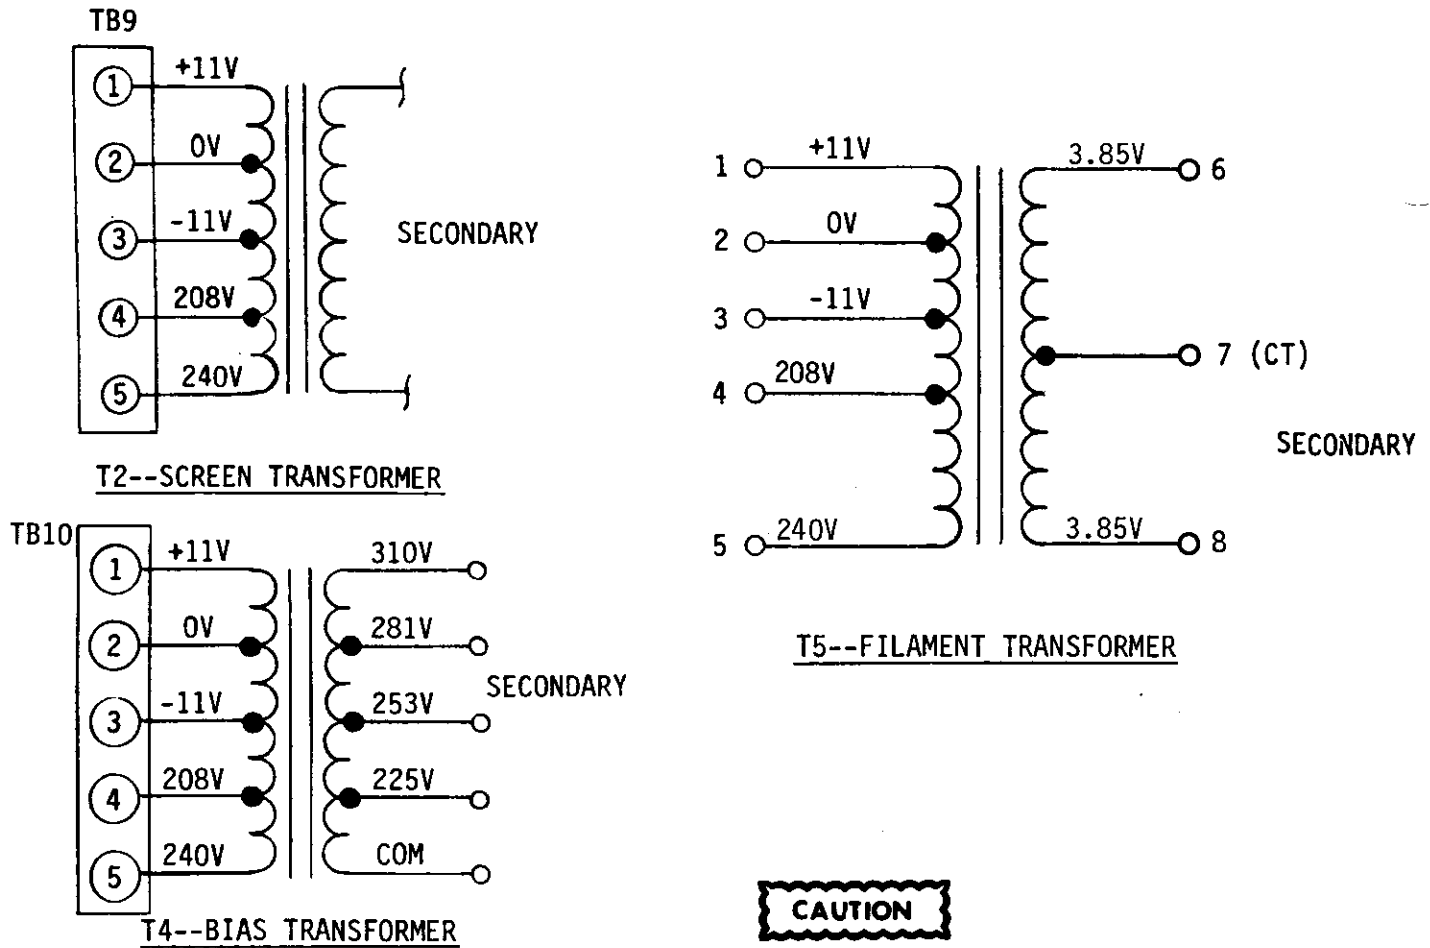 TB9
1 +11V
2 0V
3 -11V
4 208V
5 240V
SECONDARY
T2--SCREEN TRANSFORMER
TB10
1 +11V 310V
2 0V 281V
3 -11V 253V
4 208V 225V
5 240V COM
SECONDARY
T4--BIAS TRANSFORMER
1 +11V 3.85V 6
2 0V
3 -11V 7 (CT)
4 208V
5 240V 3.85V 8
SECONDARY
T5--FILAMENT TRANSFORMER
CAUTION